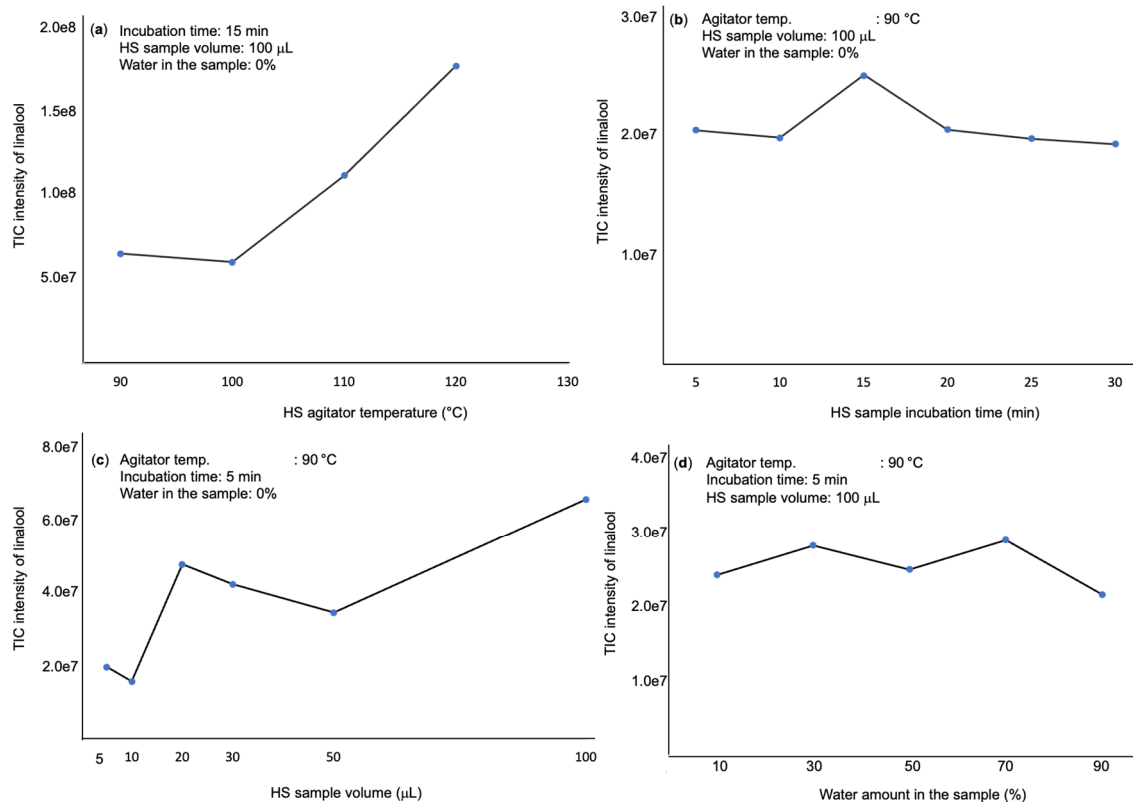 (a) Incubation time: 15 min
HS sample volume: 100 μL
Water in the sample: 0%
TIC intensity of linalool
2.0e8
1.5e8
1.0e8
5.0e7
90 100 110 120 130
HS agitator temperature (°C)
(b) Agitator temp. : 90 °C
HS sample volume: 100 μL
Water in the sample: 0%
TIC intensity of linalool
3.0e7
2.0e7
1.0e7
5 10 15 20 25 30
HS sample incubation time (min)
(c) Agitator temp. : 90 °C
Incubation time: 5 min
Water in the sample: 0%
TIC intensity of linalool
8.0e7
6.0e7
4.0e7
2.0e7
5 10 20 30 50 100
HS sample volume (μL)
(d) Agitator temp. : 90 °C
Incubation time: 5 min
HS sample volume: 100 μL
TIC intensity of linalool
4.0e7
3.0e7
2.0e7
1.0e7
10 30 50 70 90
Water amount in the sample (%)